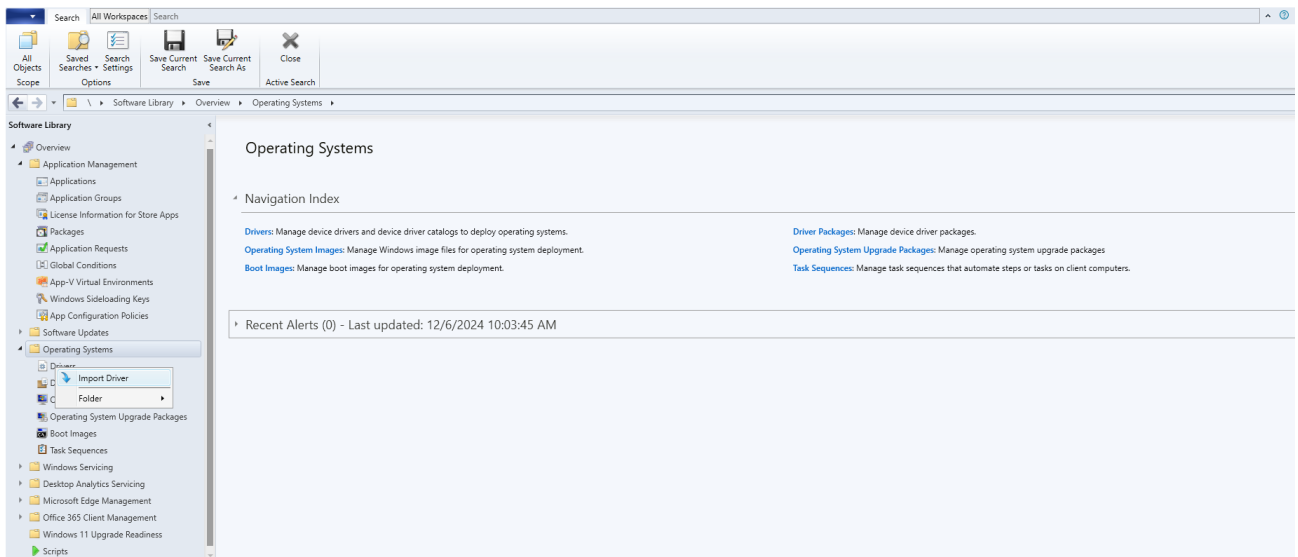 Search All Workspaces Search
All Objects
Saved Searches
Search Settings
Save Current Search
Save Current Search As
Close
Scope Options Save Active Search
\ Software Library Overview Operating Systems
Software Library
Overview
Application Management
Applications
Application Groups
License Information for Store Apps
Packages
Application Requests
Global Conditions
App-V Virtual Environments
Windows Sideloading Keys
App Configuration Policies
Software Updates
Operating Systems
Drivers
Import Driver
Folder
Operating System Upgrade Packages
Boot Images
Task Sequences
Windows Servicing
Desktop Analytics Servicing
Microsoft Edge Management
Office 365 Client Management
Windows 11 Upgrade Readiness
Scripts
Operating Systems
Navigation Index
Drivers: Manage device drivers and device driver catalogs to deploy operating systems.
Operating System Images: Manage Windows image files for operating system deployment.
Boot Images: Manage boot images for operating system deployment.
Driver Packages: Manage device driver packages.
Operating System Upgrade Packages: Manage operating system upgrade packages
Task Sequences: Manage task sequences that automate steps or tasks on client computers.
Recent Alerts (0) - Last updated: 12/6/2024 10:03:45 AM